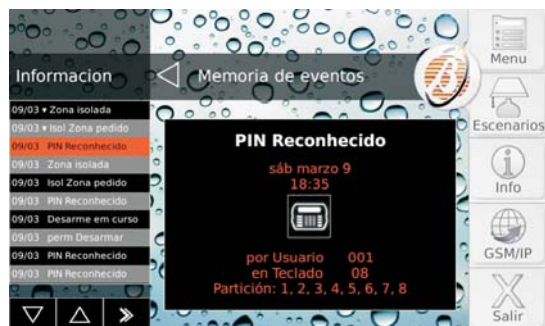 Informacion
Memoria de eventos
09/03 ▾ Zona isolada
09/03 ▾ Isol Zona pedido
09/03 PIN Reconhecido
09/03 Zona isolada
09/03 Isol Zona pedido
09/03 PIN Reconhecido
09/03 Desarme em curso
09/03 perm Desarmar
09/03 PIN Reconhecido
09/03 PIN Reconhecido
PIN Reconhecido
sáb marzo 9
18:35
por Usuario 001
en Teclado 08
Partición: 1, 2, 3, 4, 5, 6, 7, 8
Menu
Escenarios
Info
GSM/IP
Salir